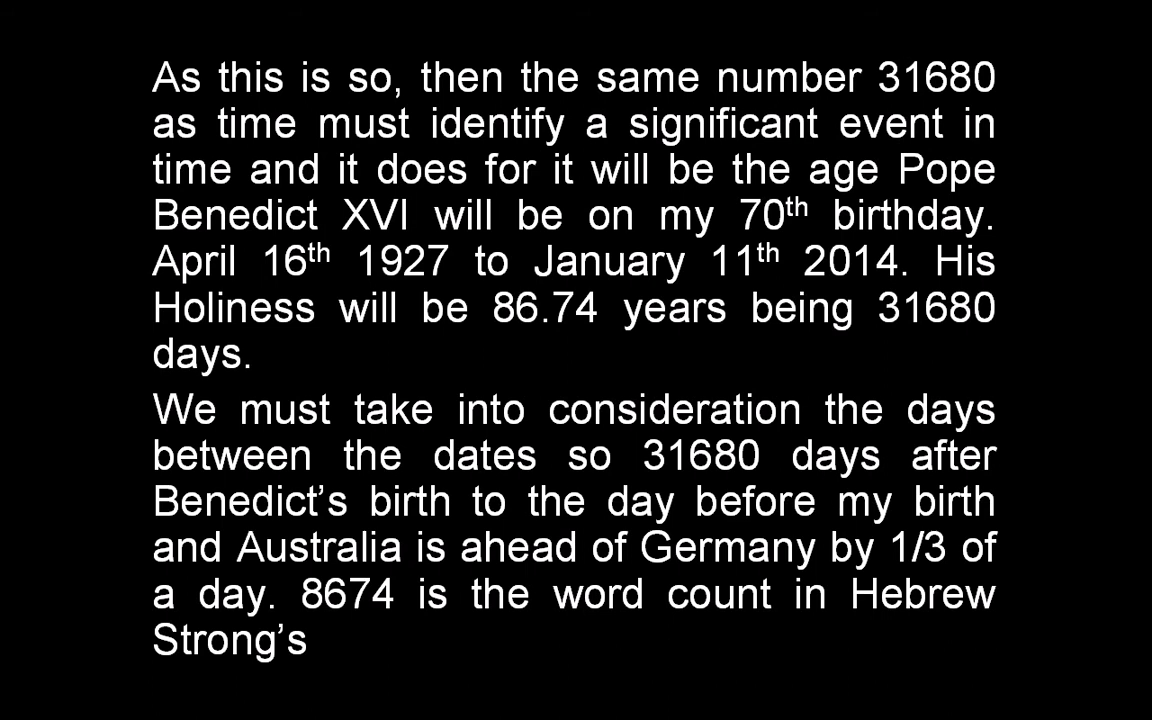 As this is so, then the same number 31680
as time must identify a significant event in
time and it does for it will be the age Pope
Benedict XVI will be on my 70th birthday.
April 16th 1927 to January 11th 2014. His
Holiness will be 86.74 years being 31680
days.
We must take into consideration the days
between the dates so 31680 days after
Benedict’s birth to the day before my birth
and Australia is ahead of Germany by 1/3 of
a day. 8674 is the word count in Hebrew
Strong’s